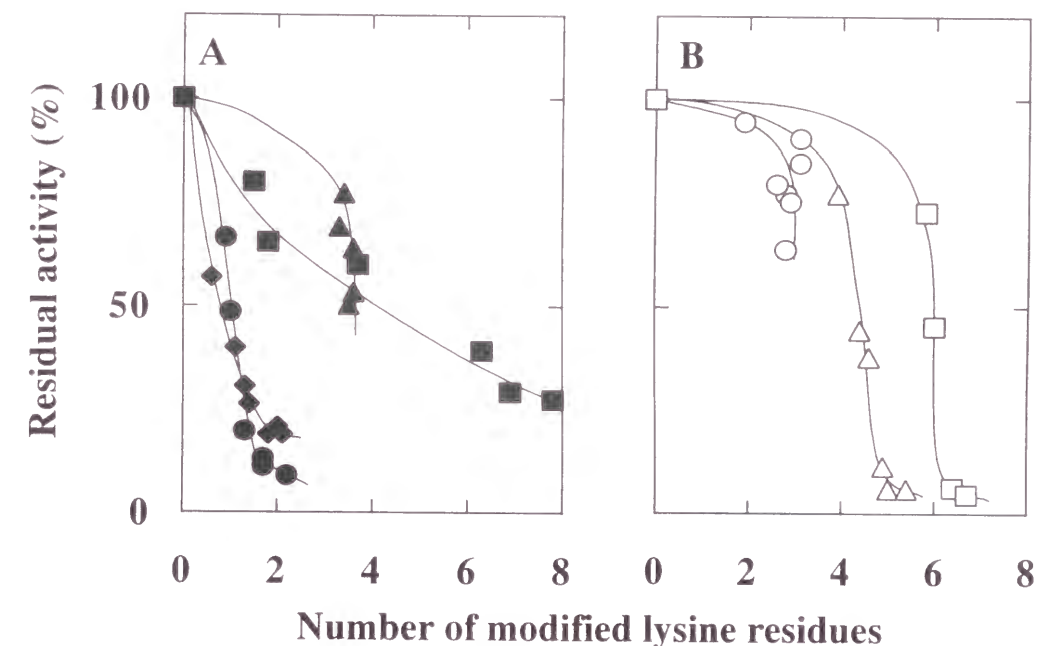 A
B
Residual activity (%)
100
50
0
0 2 4 6 8
0 2 4 6 8
Number of modified lysine residues